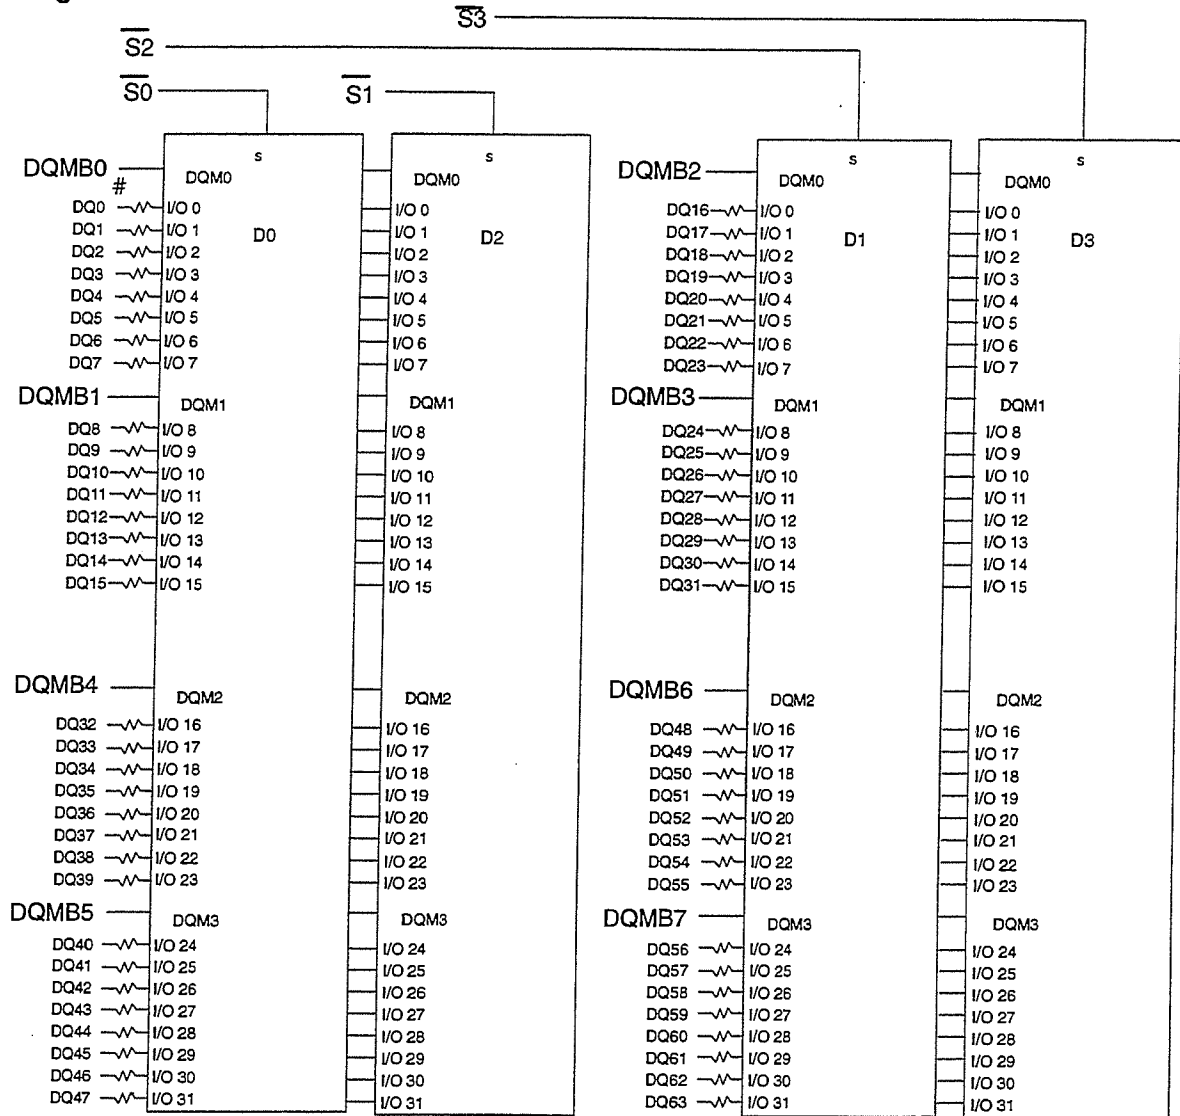 S3
S2
S0 S1
s s s s
DQMB0 DQM0 DQMB2 DQM0 DQM0
#
DQ0 I/O 0 I/O 0 DQ16 I/O 0 I/O 0
DQ1 I/O 1 D0 I/O 1 D2 DQ17 I/O 1 D1 I/O 1 D3
DQ2 I/O 2 I/O 2 DQ18 I/O 2 I/O 2
DQ3 I/O 3 I/O 3 DQ19 I/O 3 I/O 3
DQ4 I/O 4 I/O 4 DQ20 I/O 4 I/O 4
DQ5 I/O 5 I/O 5 DQ21 I/O 5 I/O 5
DQ6 I/O 6 I/O 6 DQ22 I/O 6 I/O 6
DQ7 I/O 7 I/O 7 DQ23 I/O 7 I/O 7
DQMB1 DQM1 DQM1 DQMB3 DQM1 DQM1
DQ8 I/O 8 I/O 8 DQ24 I/O 8 I/O 8
DQ9 I/O 9 I/O 9 DQ25 I/O 9 I/O 9
DQ10 I/O 10 I/O 10 DQ26 I/O 10 I/O 10
DQ11 I/O 11 I/O 11 DQ27 I/O 11 I/O 11
DQ12 I/O 12 I/O 12 DQ28 I/O 12 I/O 12
DQ13 I/O 13 I/O 13 DQ29 I/O 13 I/O 13
DQ14 I/O 14 I/O 14 DQ30 I/O 14 I/O 14
DQ15 I/O 15 I/O 15 DQ31 I/O 15 I/O 15
DQMB4 DQM2 DQM2 DQMB6 DQM2 DQM2
DQ32 I/O 16 I/O 16 DQ48 I/O 16 I/O 16
DQ33 I/O 17 I/O 17 DQ49 I/O 17 I/O 17
DQ34 I/O 18 I/O 18 DQ50 I/O 18 I/O 18
DQ35 I/O 19 I/O 19 DQ51 I/O 19 I/O 19
DQ36 I/O 20 I/O 20 DQ52 I/O 20 I/O 20
DQ37 I/O 21 I/O 21 DQ53 I/O 21 I/O 21
DQ38 I/O 22 I/O 22 DQ54 I/O 22 I/O 22
DQ39 I/O 23 I/O 23 DQ55 I/O 23 I/O 23
DQMB5 DQM3 DQM3 DQMB7 DQM3 DQM3
DQ40 I/O 24 I/O 24 DQ56 I/O 24 I/O 24
DQ41 I/O 25 I/O 25 DQ57 I/O 25 I/O 25
DQ42 I/O 26 I/O 26 DQ58 I/O 26 I/O 26
DQ43 I/O 27 I/O 27 DQ59 I/O 27 I/O 27
DQ44 I/O 28 I/O 28 DQ60 I/O 28 I/O 28
DQ45 I/O 29 I/O 29 DQ61 I/O 29 I/O 29
DQ46 I/O 30 I/O 30 DQ62 I/O 30 I/O 30
DQ47 I/O 31 I/O 31 DQ63 I/O 31 I/O 31